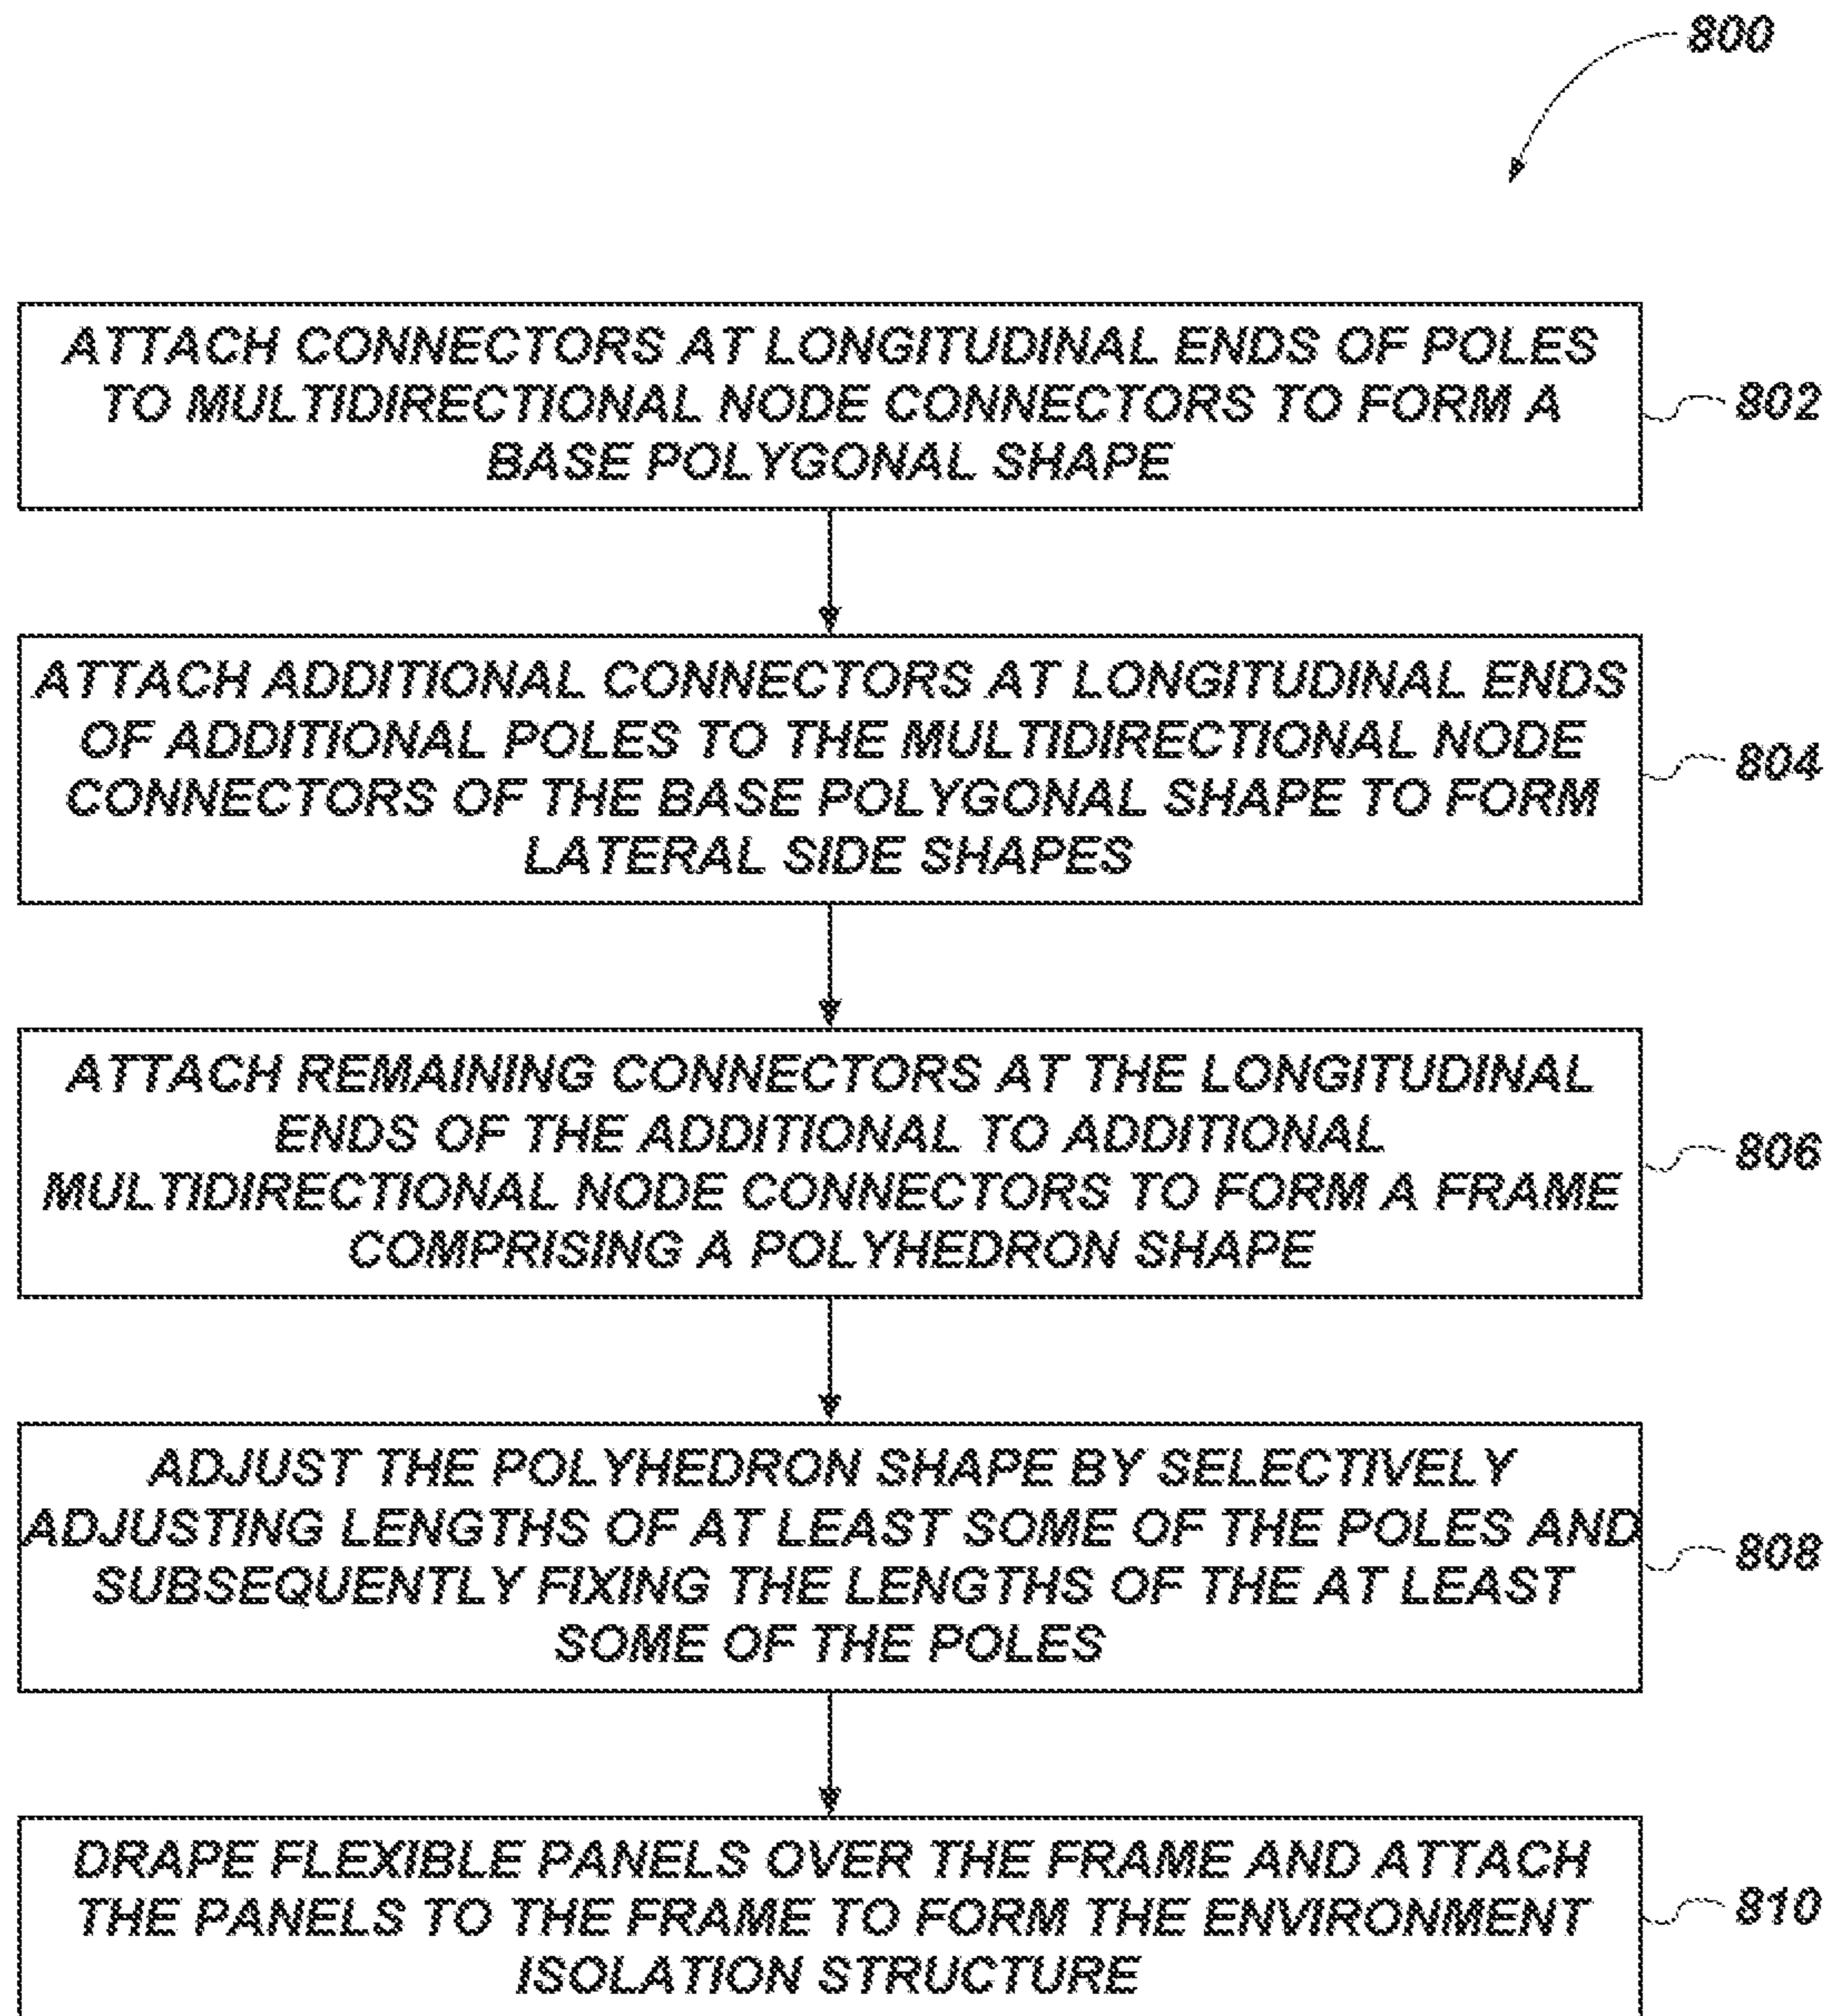 800
ATTACH CONNECTORS AT LONGITUDINAL ENDS OF POLES
TO MULTIDIRECTIONAL NODE CONNECTORS TO FORM A
BASE POLYGONAL SHAPE
802
ATTACH ADDITIONAL CONNECTORS AT LONGITUDINAL ENDS
OF ADDITIONAL POLES TO THE MULTIDIRECTIONAL NODE
CONNECTORS OF THE BASE POLYGONAL SHAPE TO FORM
LATERAL SIDE SHAPES
804
ATTACH REMAINING CONNECTORS AT THE LONGITUDINAL
ENDS OF THE ADDITIONAL TO ADDITIONAL
MULTIDIRECTIONAL NODE CONNECTORS TO FORM A FRAME
COMPRISING A POLYHEDRON SHAPE
806
ADJUST THE POLYHEDRON SHAPE BY SELECTIVELY
ADJUSTING LENGTHS OF AT LEAST SOME OF THE POLES AND
SUBSEQUENTLY FIXING THE LENGTHS OF THE AT LEAST
SOME OF THE POLES
808
DRAPE FLEXIBLE PANELS OVER THE FRAME AND ATTACH
THE PANELS TO THE FRAME TO FORM THE ENVIRONMENT
ISOLATION STRUCTURE
810